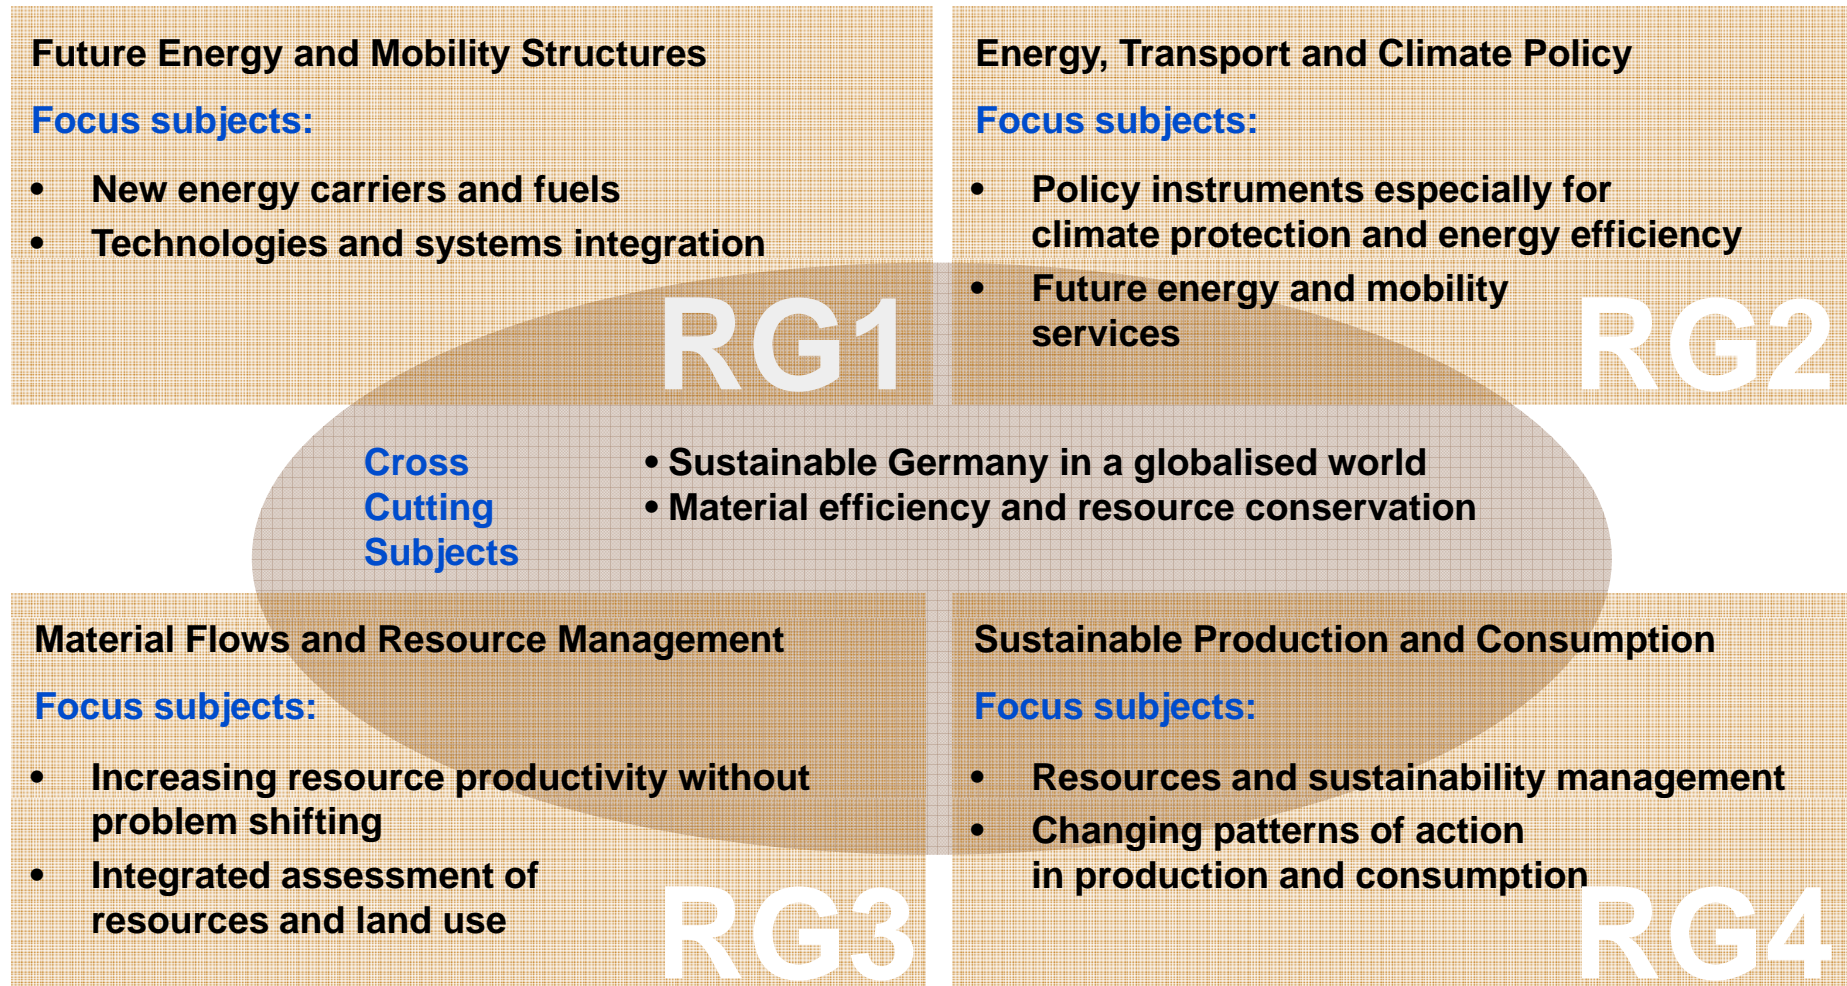 Future Energy and Mobility Structures
Focus subjects:
• New energy carriers and fuels
• Technologies and systems integration
RG1
Energy, Transport and Climate Policy
Focus subjects:
• Policy instruments especially for
climate protection and energy efficiency
• Future energy and mobility
services
RG2
Cross
Cutting
Subjects
• Sustainable Germany in a globalised world
• Material efficiency and resource conservation
Material Flows and Resource Management
Focus subjects:
• Increasing resource productivity without
problem shifting
• Integrated assessment of
resources and land use
RG3
Sustainable Production and Consumption
Focus subjects:
• Resources and sustainability management
• Changing patterns of action
in production and consumption
RG4